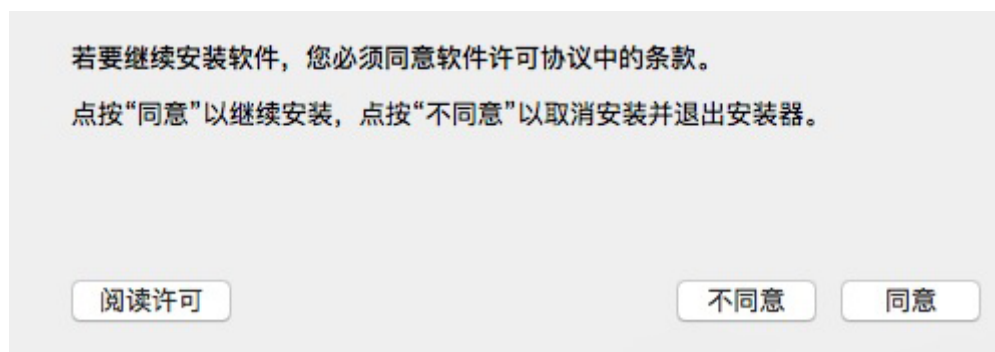 若要继续安装软件，您必须同意软件许可协议中的条款。
点按“同意”以继续安装，点按“不同意”以取消安装并退出安装器。
阅读许可
不同意
同意